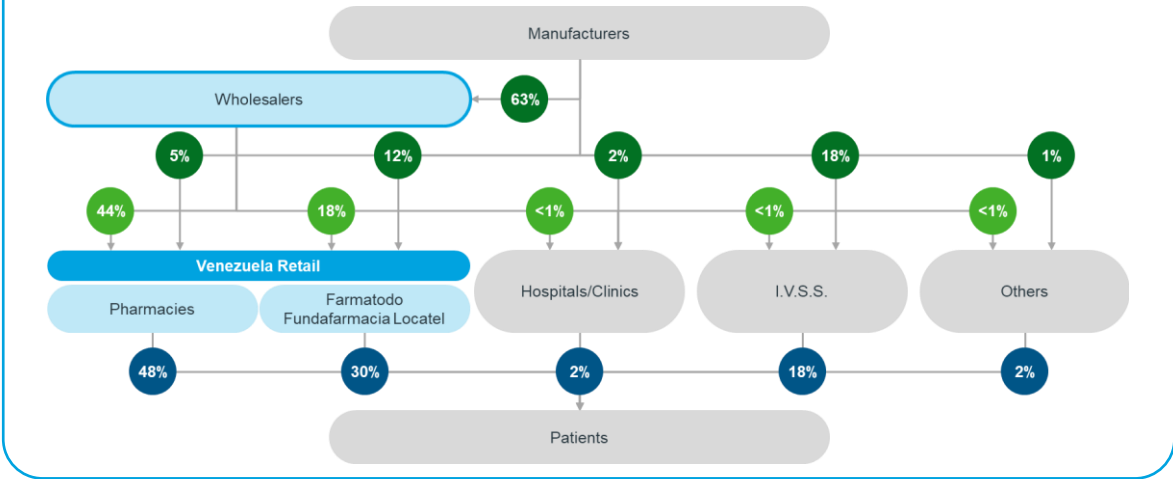 Manufacturers
Wholesalers
63%
5%
12%
2%
18%
1%
44%
18%
<1%
<1%
<1%
Venezuela Retail
Pharmacies
Farmatodo
Fundafarmacia Locatel
Hospitals/Clinics
I.V.S.S.
Others
48%
30%
2%
18%
2%
Patients